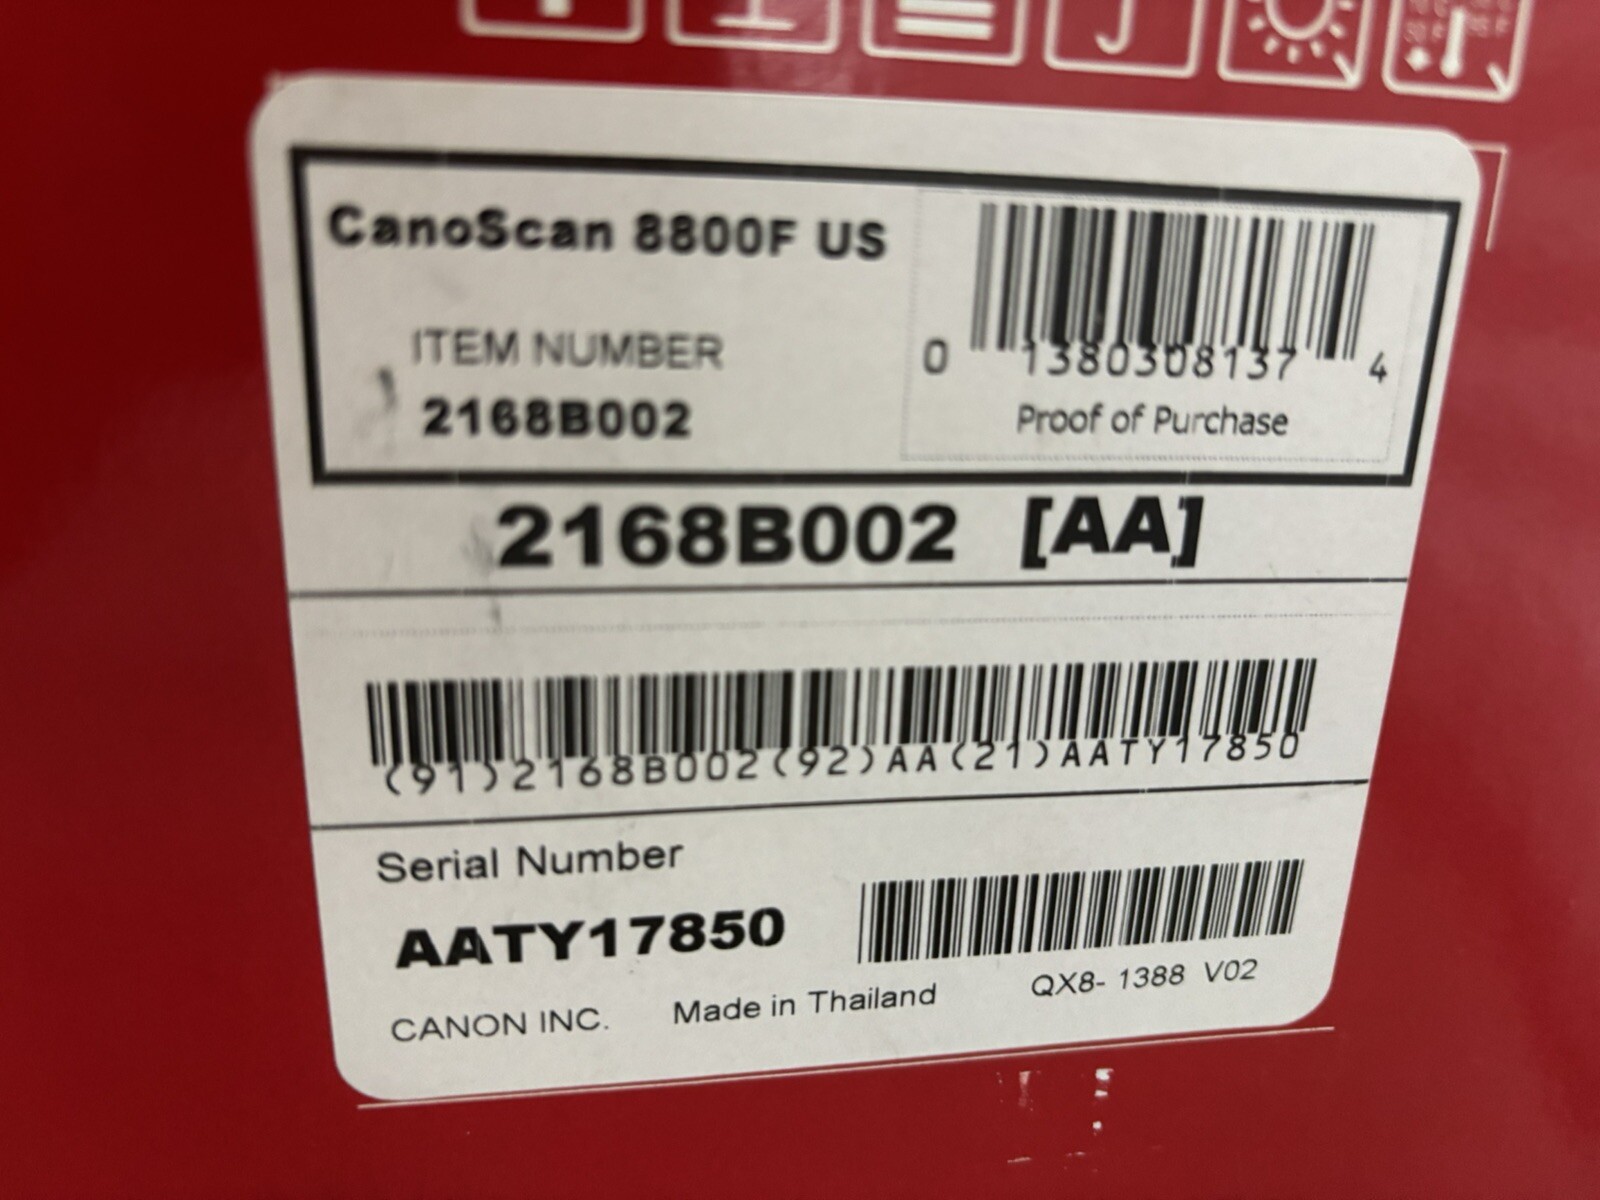 CanoScan 8800F US
ITEM NUMBER
2168B002
0 1380308137 4
Proof of Purchase
2168B002 [AA]
(91)2168B002(92)AA(21)AATY17850
Serial Number
AATY17850
CANON INC. Made in Thailand QX8- 1388 V02